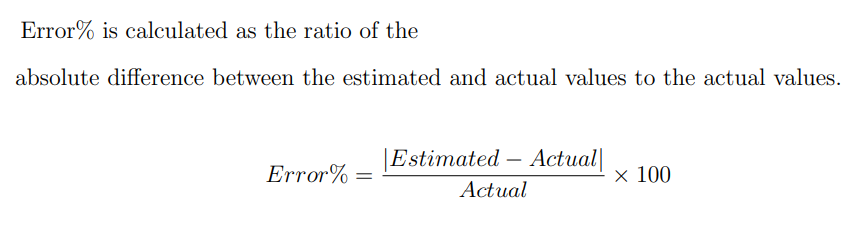 Error% is calculated as the ratio of the
absolute difference between the estimated and actual values to the actual values.
Error% = |Estimated − Actual| / Actual × 100